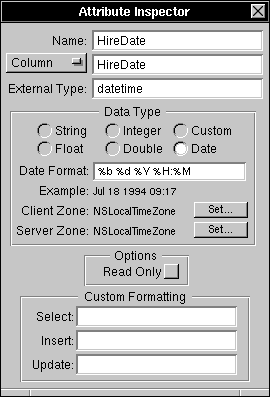 Attribute Inspector
Name: HireDate
Column HireDate
External Type: datetime
Data Type
String Integer Custom
Float Double Date
Date Format: %b %d %Y %H:%M
Example: Jul 18 1994 09:17
Client Zone: NSLocalTimeZone Set...
Server Zone: NSLocalTimeZone Set...
Options
Read Only
Custom Formatting
Select:
Insert:
Update: